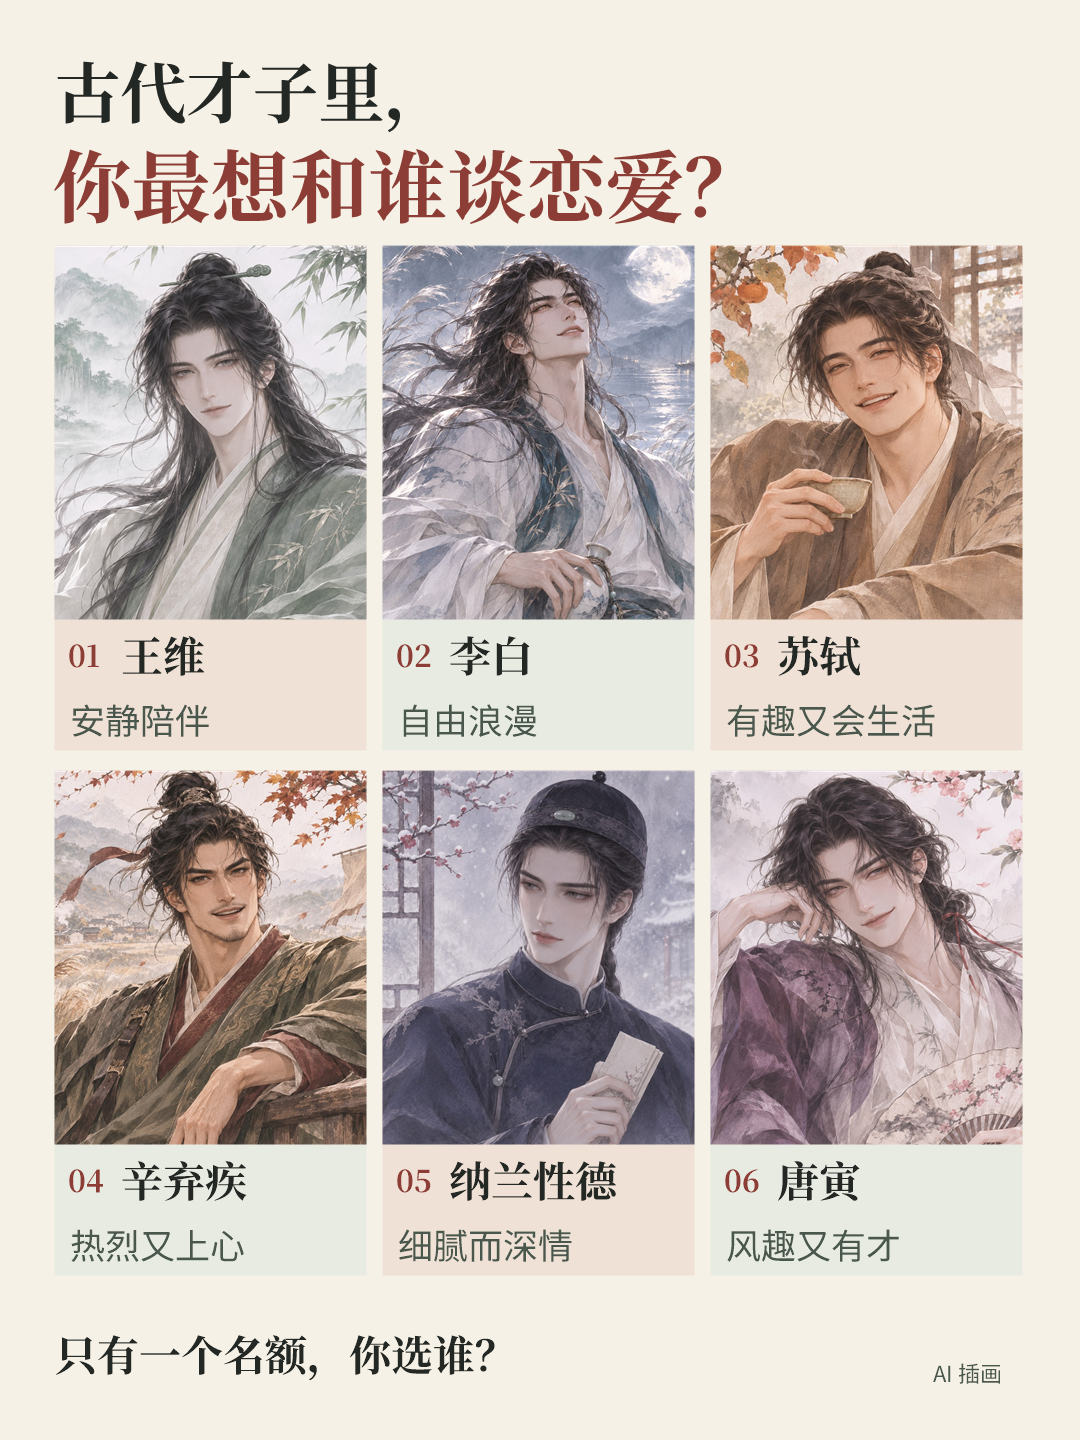 古代才子里，
你最想和谁谈恋爱？
01 王维
安静陪伴
02 李白
自由浪漫
03 苏轼
有趣又会生活
04 辛弃疾
热烈又上心
05 纳兰性德
细腻而深情
06 唐寅
风趣又有才
只有一个名额，你选谁？
AI 插画